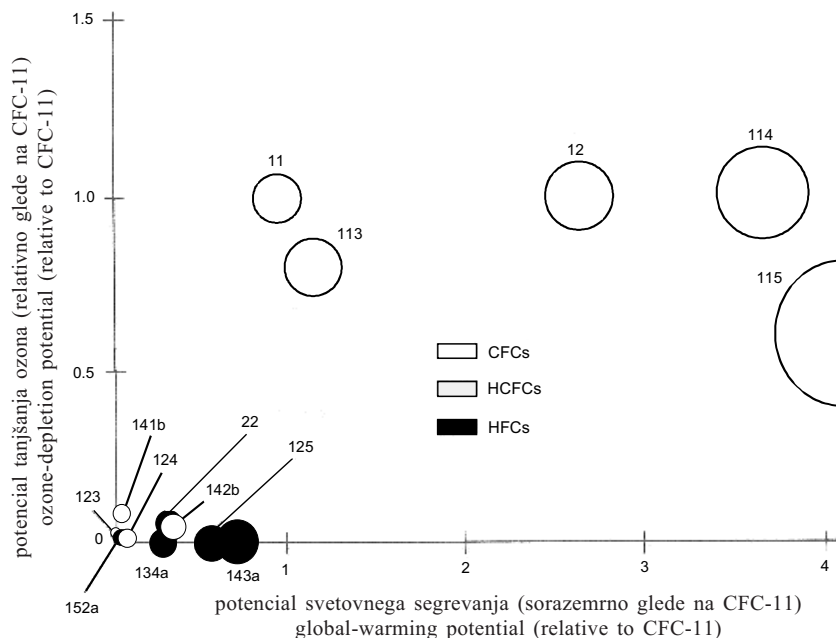 potencial tanjšanja ozona (relativno glede na CFC-11)
ozone-depletion potential (relative to CFC-11)
1.5
1.0
0.5
0
11
12
114
113
115
CFCs
HCFCs
HFCs
141b
22
124
125
142b
123
134a
143a
152a
1
2
3
4
potencial svetovnega segrevanja (sorazmerno glede na CFC-11)
global-warming potential (relative to CFC-11)